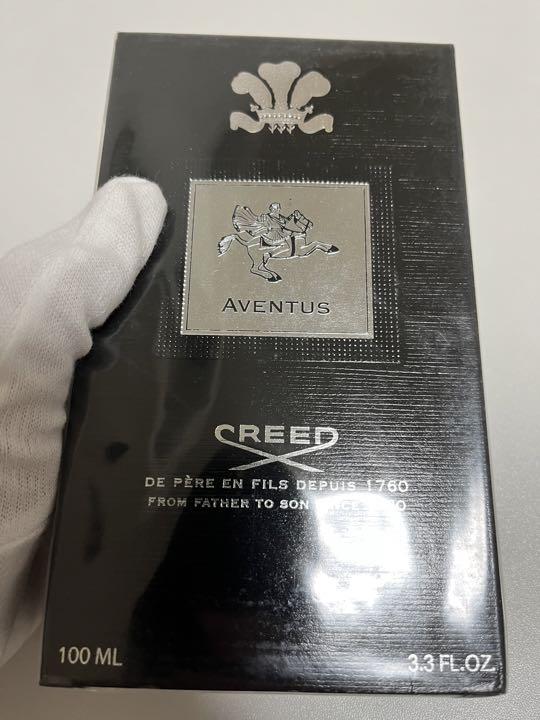 AVENTUS
CREED
DE PÈRE EN FILS DEPUIS 1760
FROM FATHER TO SON
100 ML
3.3 FL.OZ.